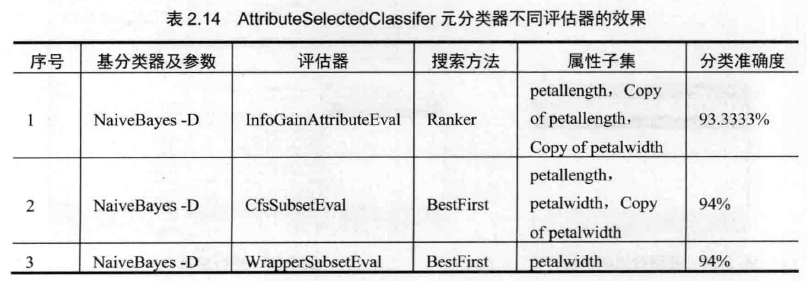 表 2.14 AttributeSelectedClassifer 元分类器不同评估器的效果
序号 基分类器及参数 评估器 搜索方法 属性子集 分类准确度
1 NaiveBayes -D InfoGainAttributeEval Ranker petallength，Copy of petallength，Copy of petalwidth 93.3333%
2 NaiveBayes -D CfsSubsetEval BestFirst petallength，petalwidth，Copy of petalwidth 94%
3 NaiveBayes -D WrapperSubsetEval BestFirst petalwidth 94%